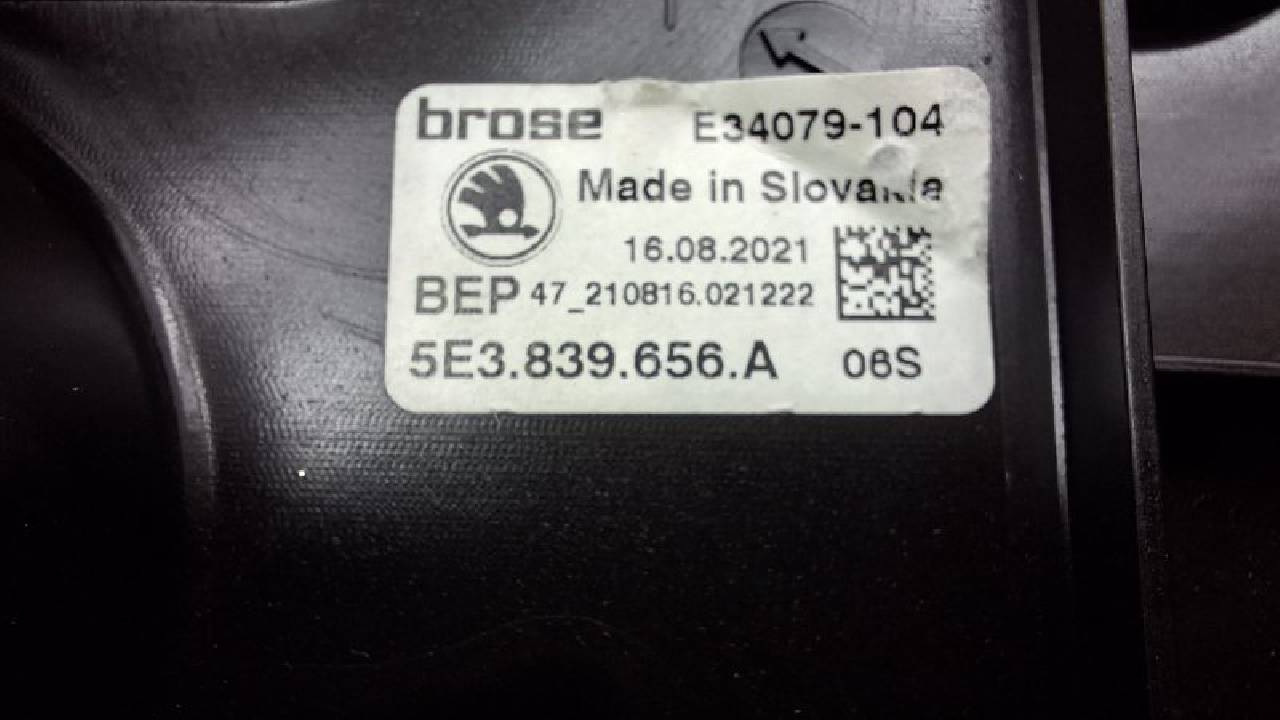 brose E34079-104
Made in Slovakia
16.08.2021
BEP 47_210816.021222
5E3.839.656.A 06S